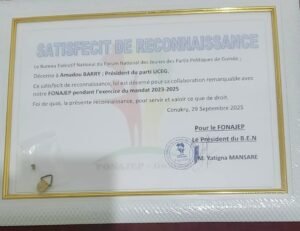 SATISFECIT DE RECONNAISSANCE
Le Bureau Exécutif National du Forum National des Jeunes des Partis Politiques de Guinée ;
Décerne à Amadou BARRY ; Président du parti UCEG.
Ce satisfecit de reconnaissance, lui est décerné pour sa collaboration remarquable avec
notre FONAJEP pendant l'exercice du mandat 2023-2025
Foi de quoi, la présente reconnaissance, pour servir et valoir ce que de droit.
Conakry, 29 Septembre 2025
Pour le FONAJEP
Le Président du B.E.N
M. Yatigna MANSARE
FONAJEP -